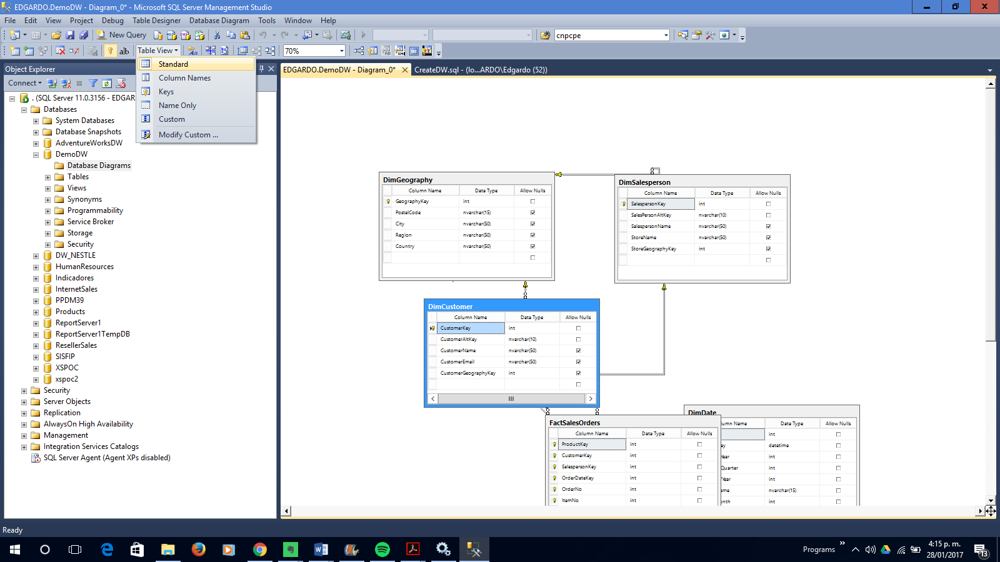 EDGARDO.DemoDW - Diagram_0* - Microsoft SQL Server Management Studio
File Edit View Project Debug Table Designer Database Diagram Tools Window Help
New Query cnpcpe
ab Table View 70%
Standard
Column Names
Keys
Name Only
Custom
Modify Custom ...
Object Explorer
Connect
. (SQL Server 11.0.3156 - EDGAR
Databases
System Databases
Database Snapshots
AdventureWorksDW
DemoDW
Database Diagrams
Tables
Views
Synonyms
Programmability
Service Broker
Storage
Security
DW_NESTLE
HumanResources
Indicadores
InternetSales
PPDM39
Products
ReportServer1
ReportServer1TempDB
ResellerSales
SISFIP
XSPOC
xspoc2
Security
Server Objects
Replication
AlwaysOn High Availability
Management
Integration Services Catalogs
SQL Server Agent (Agent XPs disabled)
EDGARDO.DemoDW - Diagram_0* CreateDW.sql - (lo...ARDO\Edgardo (52))
DimGeography
Column Name Data Type Allow Nulls
GeographyKey int
PostalCode nvarchar(15)
City nvarchar(50)
Region nvarchar(50)
Country nvarchar(50)
DimSalesperson
Column Name Data Type Allow Nulls
SalespersonKey int
SalesPersonAltKey nvarchar(10)
SalespersonName nvarchar(50)
StoreName nvarchar(50)
StoreGeographyKey int
DimCustomer
Column Name Data Type Allow Nulls
CustomerKey int
CustomerAltKey nvarchar(10)
CustomerName nvarchar(50)
CustomerEmail nvarchar(50)
CustomerGeographyKey int
FactSalesOrders
Column Name Data Type Allow Nulls
ProductKey int
CustomerKey int
SalespersonKey int
OrderDateKey int
OrderNo int
ItemNo int
DimDate
lumn Name Data Type Allow Nulls
int
ey datetime
Year int
Quarter int
Year int
ame nvarchar(15)
onth int
Ready
Programs
4:15 p. m.
28/01/2017
13